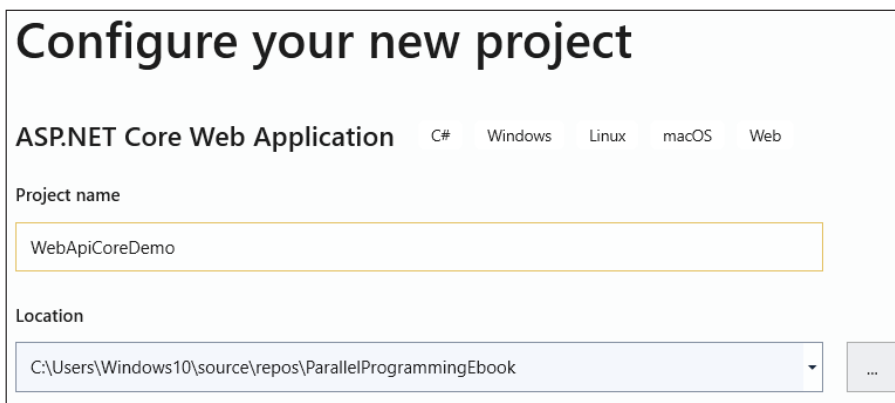 Configure your new project
ASP.NET Core Web Application C# Windows Linux macOS Web
Project name
WebApiCoreDemo
Location
C:\Users\Windows10\source\repos\ParallelProgrammingEbook ...